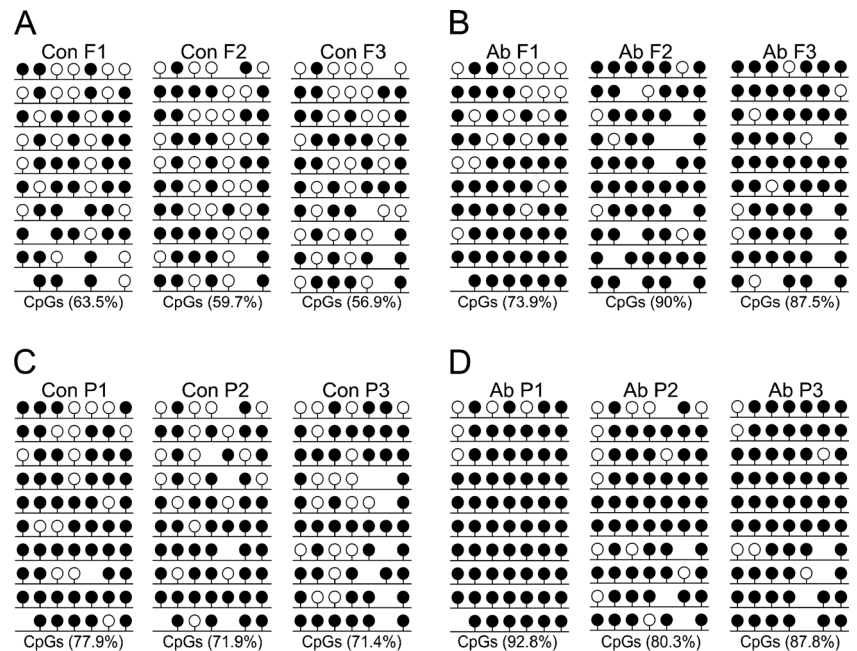 A
B
Con F1 Con F2 Con F3 Ab F1 Ab F2 Ab F3
CpGs (63.5%) CpGs (59.7%) CpGs (56.9%) CpGs (73.9%) CpGs (90%) CpGs (87.5%)
C
D
Con P1 Con P2 Con P3 Ab P1 Ab P2 Ab P3
CpGs (77.9%) CpGs (71.9%) CpGs (71.4%) CpGs (92.8%) CpGs (80.3%) CpGs (87.8%)